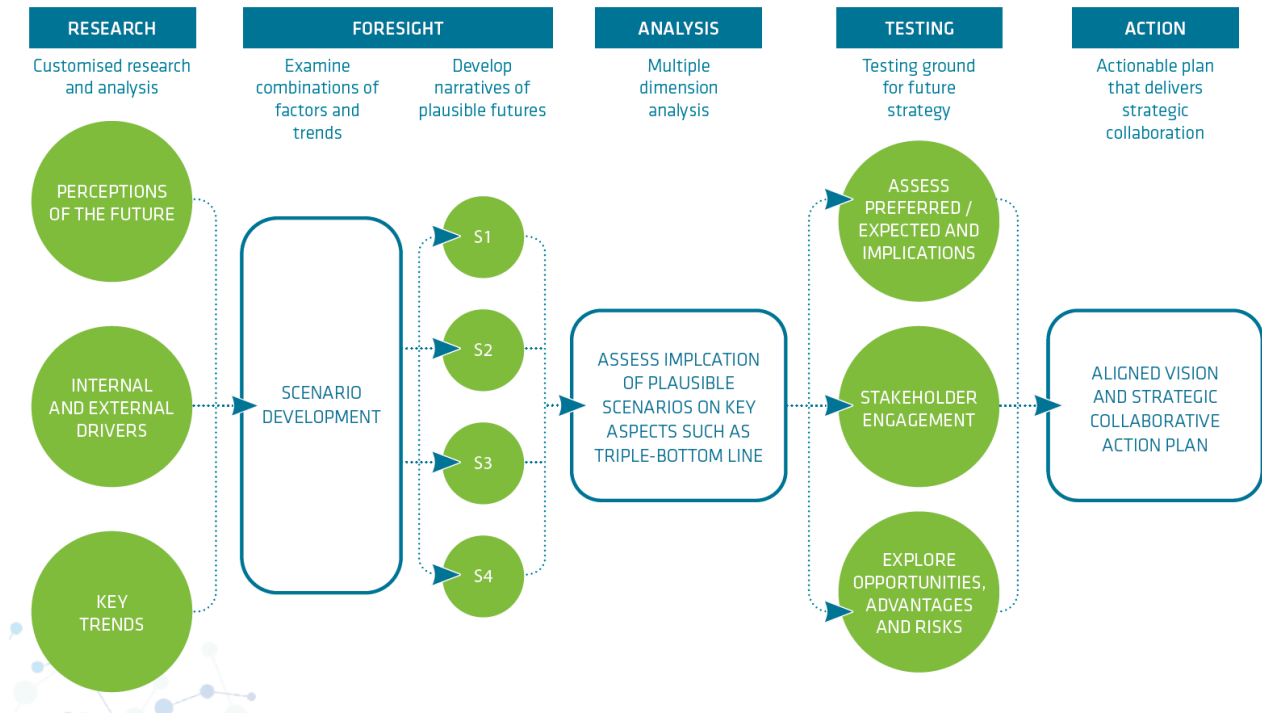 RESEARCH
Customised research
and analysis
PERCEPTIONS
OF THE FUTURE
INTERNAL
AND EXTERNAL
DRIVERS
KEY
TRENDS
FORESIGHT
Examine
combinations of
factors and
trends
Develop
narratives of
plausible futures
SCENARIO
DEVELOPMENT
S1
S2
S3
S4
ANALYSIS
Multiple
dimension
analysis
ASSESS IMPLCATION
OF PLAUSIBLE
SCENARIOS ON KEY
ASPECTS SUCH AS
TRIPLE-BOTTOM LINE
TESTING
Testing ground
for future
strategy
ASSESS
PREFERRED /
EXPECTED AND
IMPLICATIONS
STAKEHOLDER
ENGAGEMENT
EXPLORE
OPPORTUNITIES,
ADVANTAGES
AND RISKS
ACTION
Actionable plan
that delivers
strategic
collaboration
ALIGNED VISION
AND STRATEGIC
COLLABORATIVE
ACTION PLAN